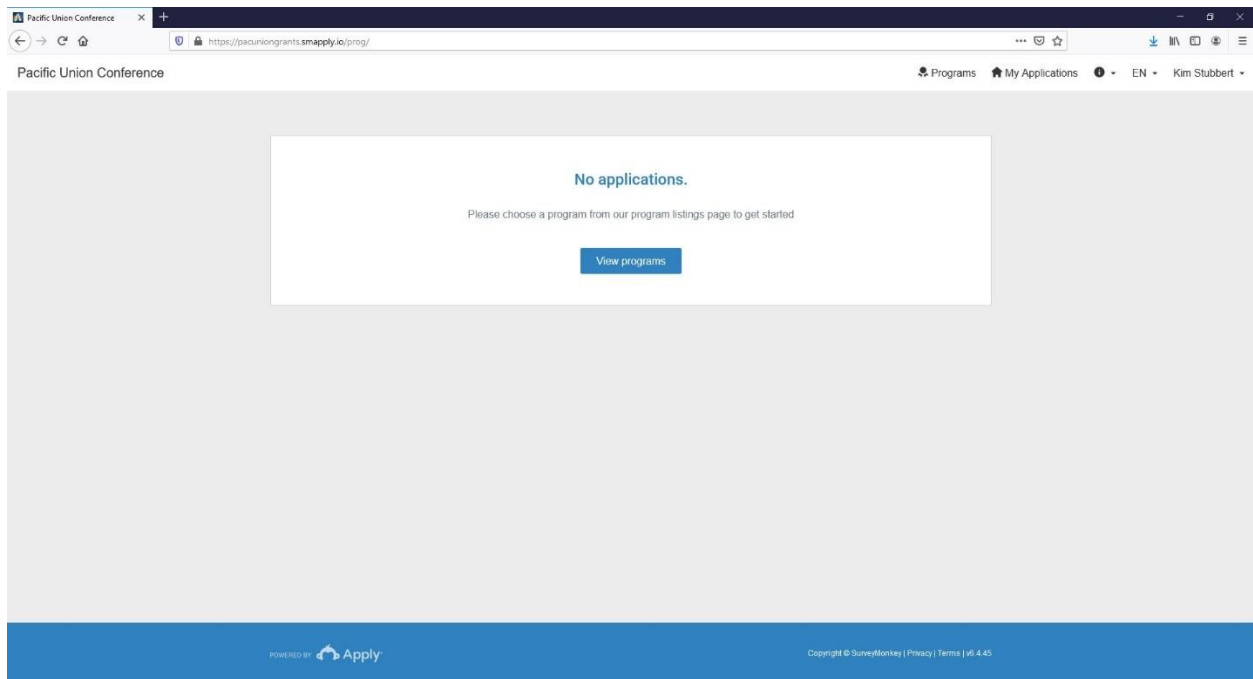 Pacific Union Conference
https://pacuniongrants.smapply.io/prog/
Pacific Union Conference Programs My Applications EN Kim Stubbert
No applications.
Please choose a program from our program listings page to get started
View programs
POWERED BY Apply Copyright © SurveyMonkey | Privacy | Terms | v6.4.45